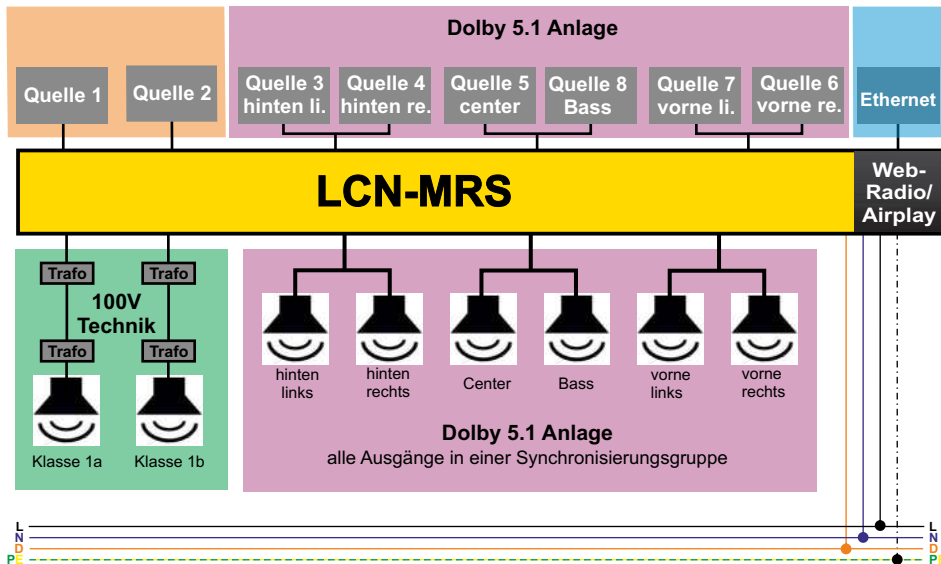 Dolby 5.1 Anlage
Quelle 1
Quelle 2
Quelle 3
hinten li.
Quelle 4
hinten re.
Quelle 5
center
Quelle 8
Bass
Quelle 7
vorne li.
Quelle 6
vorne re.
Ethernet
LCN-MRS
Web-
Radio/
Airplay
Trafo
Trafo
100V
Technik
Trafo
Trafo
Klasse 1a
Klasse 1b
hinten
links
hinten
rechts
Center
Bass
vorne
links
vorne
rechts
Dolby 5.1 Anlage
alle Ausgänge in einer Synchronisierungsgruppe
L
L
N
N
D
D
PE
PE